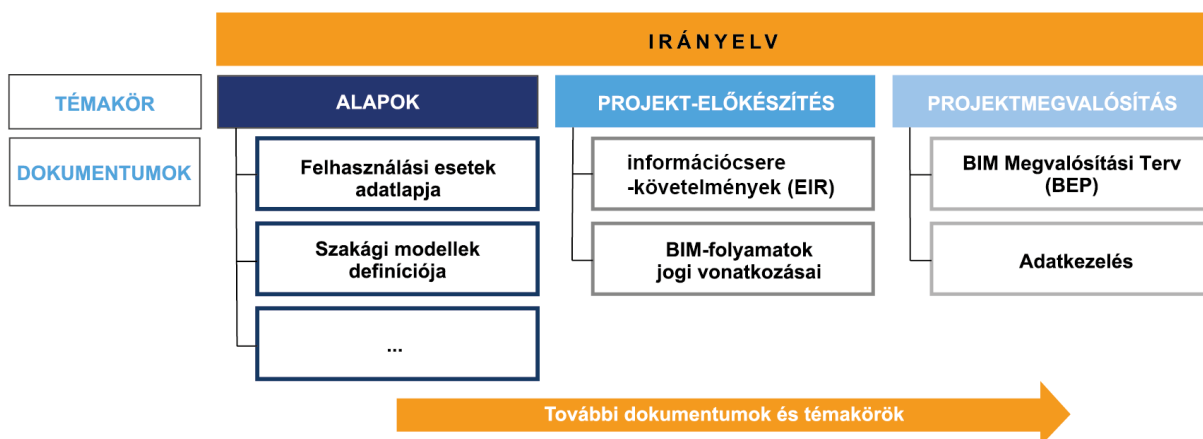 IRÁNYELV
TÉMAKÖR
ALAPOK
PROJEKT-ELŐKÉSZÍTÉS
PROJEKTMEGVALÓSÍTÁS
DOKUMENTUMOK
Felhasználási esetek
adatlapja
információcsere
-követelmények (EIR)
BIM Megvalósítási Terv
(BEP)
Szakági modellek
definíciója
BIM-folyamatok
jogi vonatkozásai
Adatkezelés
...
További dokumentumok és témakörök